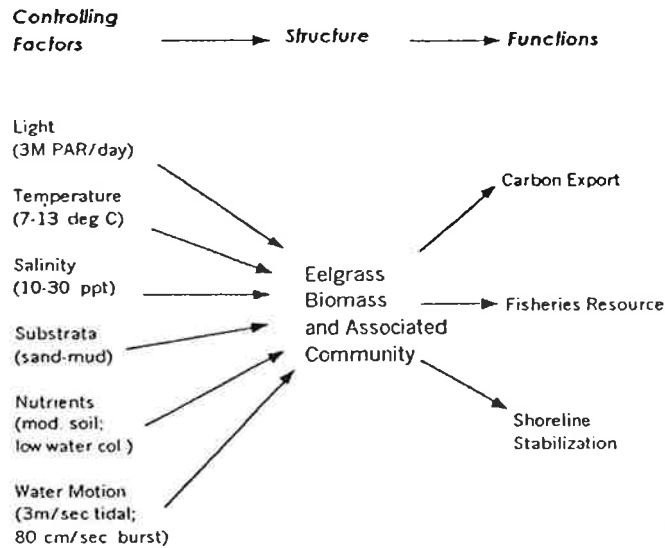 Controlling
Factors
Structure
Functions
Light
(3M PAR/day)
Temperature
(7-13 deg C)
Salinity
(10-30 ppt)
Substrata
(sand-mud)
Nutrients
(mod. soil;
low water col.)
Water Motion
(3m/sec tidal;
80 cm/sec burst)
Eelgrass
Biomass
and Associated
Community
Carbon Export
Fisheries Resource
Shoreline
Stabilization